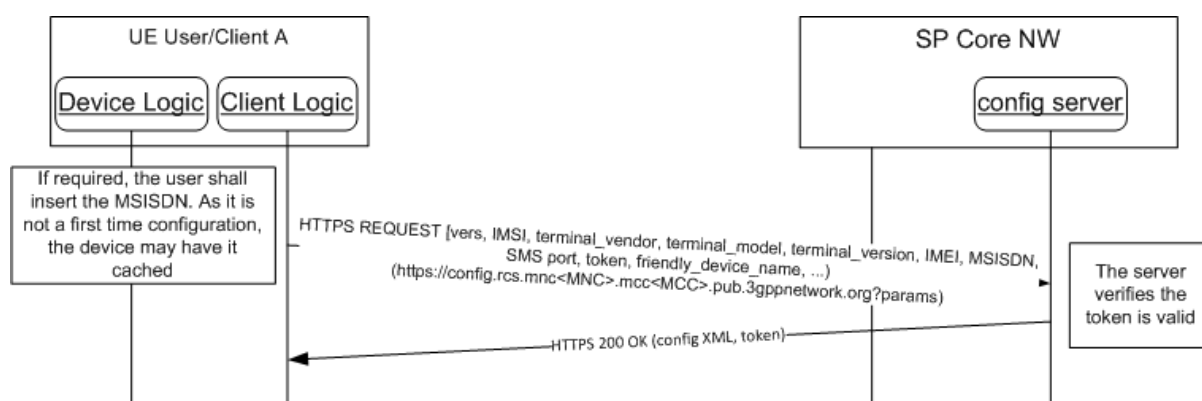 UE User/Client A
SP Core NW
Device Logic
Client Logic
config server
If required, the user shall
insert the MSISDN. As it is
not a first time configuration,
the device may have it
cached
HTTPS REQUEST [vers, IMSI, terminal_vendor, terminal_model, terminal_version, IMEI, MSISDN,
SMS port, token, friendly_device_name, ...)
(https://config.rcs.mnc<MNC>.mcc<MCC>.pub.3gppnetwork.org?params)
The server
verifies the
token is valid
HTTPS 200 OK (config XML, token)